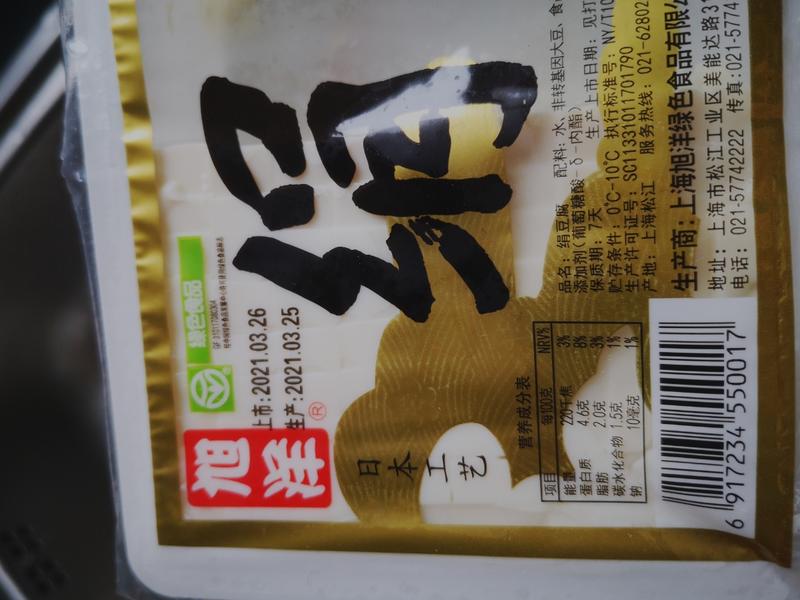 绢
绿色食品
上市:2021.03.26
生产:2021.03.25
旭洋
®
日本工艺
品名: 绢豆腐
配料: 水、非转基因大豆、食
添加剂(葡萄糖酸-δ-内酯)
保质期: 7天
生产上市日期: 见打
贮存条件: 0℃-10℃
执行标准号: NY/T
生产许可证号: SC11331011701790
产地: 上海松江
服务热线: 021-62802
生产商: 上海旭洋绿色食品有限公
地址: 上海市松江工业区美能达路31
电话: 021-57742222 传真:021-5774
营养成分表
项目 每100克 NRV%
能量 220千焦 3%
蛋白质 4.6克 8%
脂肪 2.0克 3%
碳水化合物 1.5克 1%
钠 10毫克 1%
6 917234 550017